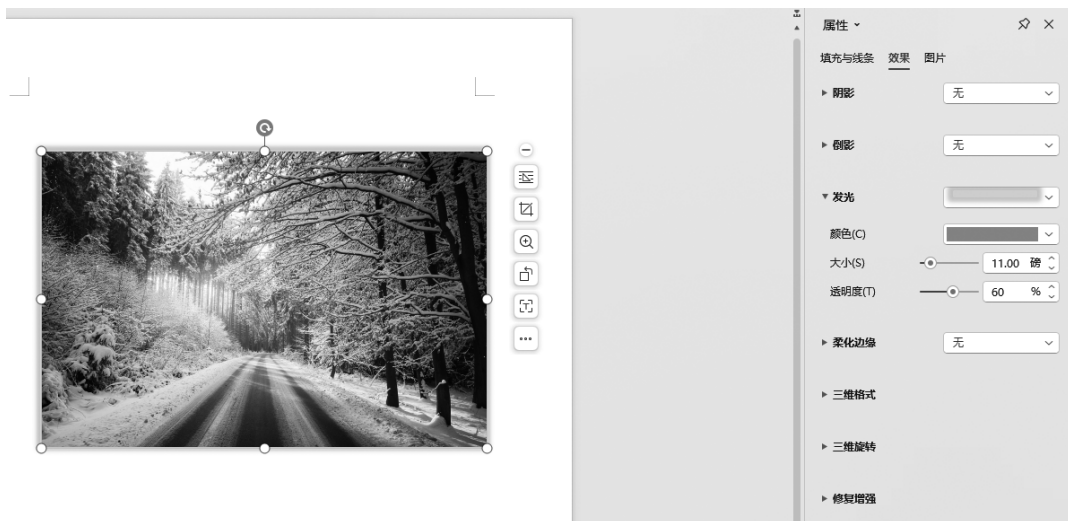 属性
填充与线条 效果 图片
阴影 无
倒影 无
发光
颜色(C)
大小(S) 11.00 磅
透明度(T) 60 %
柔化边缘 无
三维格式
三维旋转
修复增强